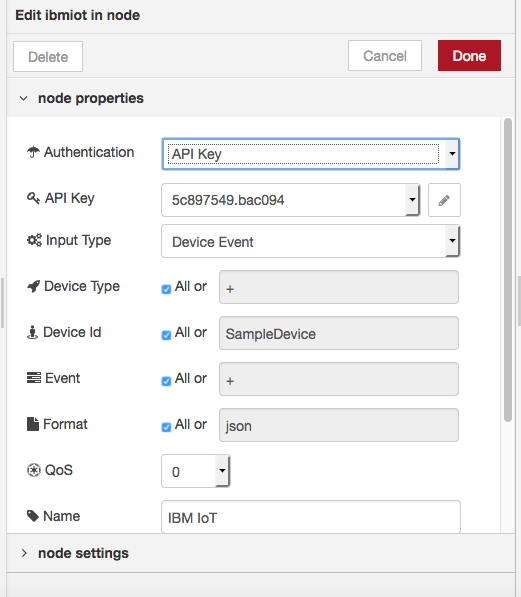 Edit ibmiot in node
Delete Cancel Done
node properties
Authentication API Key
API Key 5c897549.bac094
Input Type Device Event
Device Type All or +
Device Id All or SampleDevice
Event All or +
Format All or json
QoS 0
Name IBM IoT
node settings